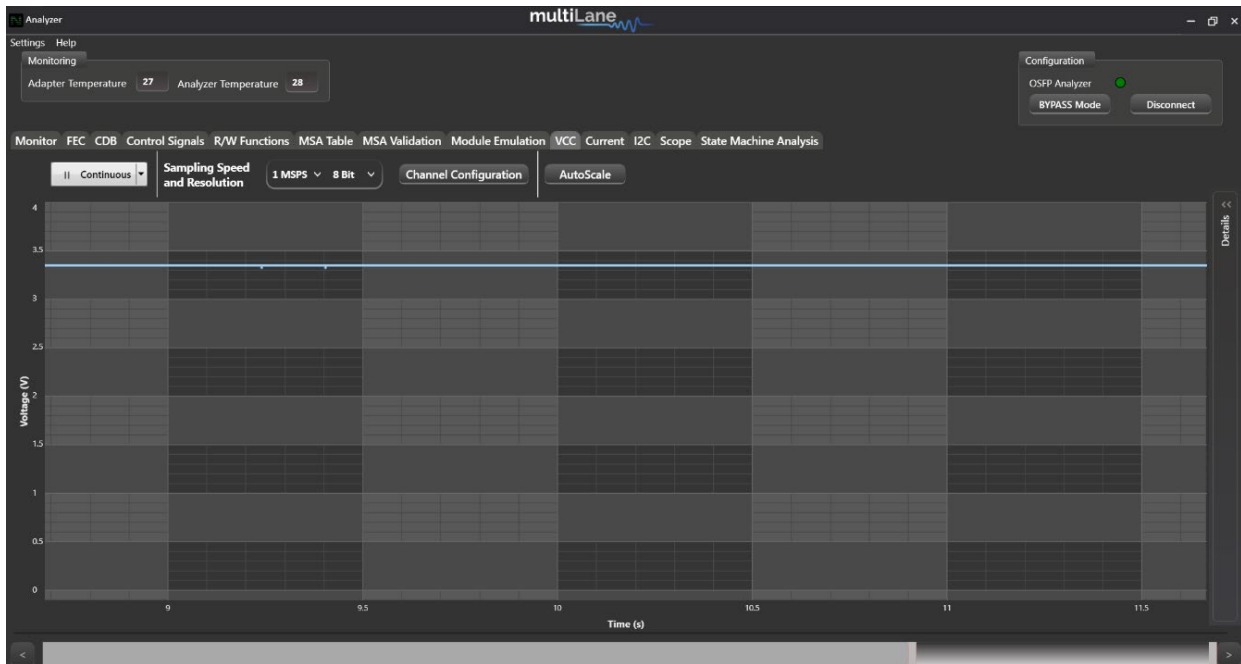 Analyzer
multiLane
Settings Help
Monitoring
Adapter Temperature 27 Analyzer Temperature 28
Configuration
OSFP Analyzer
BYPASS Mode Disconnect
Monitor FEC CDB Control Signals R/W Functions MSA Table MSA Validation Module Emulation VCC Current I2C Scope State Machine Analysis
Continuous
Sampling Speed
and Resolution
1 MSPS 8 Bit
Channel Configuration
AutoScale
<<
Details
Voltage (V)
4
3.5
3
2.5
2
1.5
1
0.5
0
9 9.5 10 10.5 11 11.5
Time (s)
< >